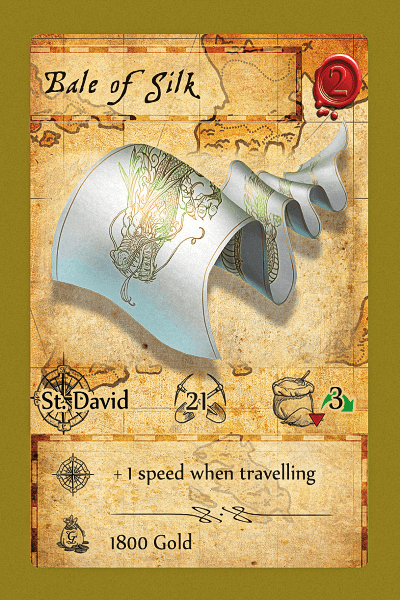 Bale of Silk
2
St. David
21
3
+1 speed when travelling
G
1800 Gold